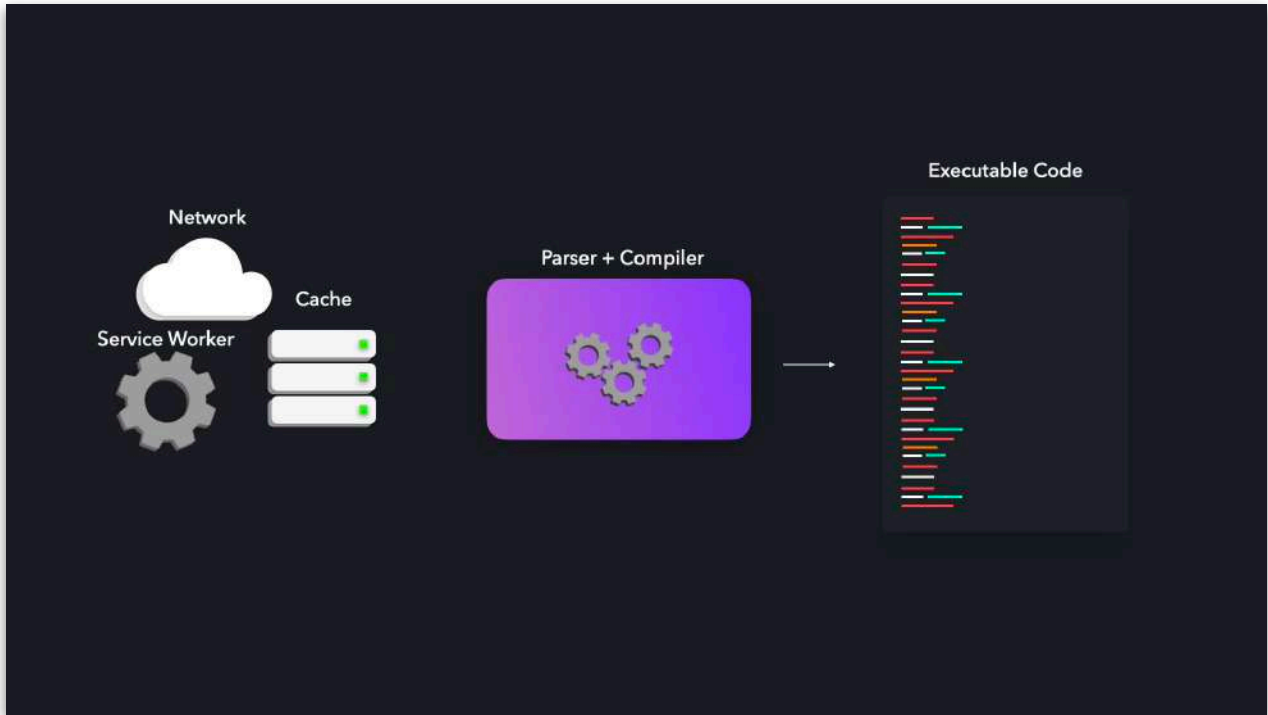 Network
Cache
Service Worker
Parser + Compiler
Executable Code